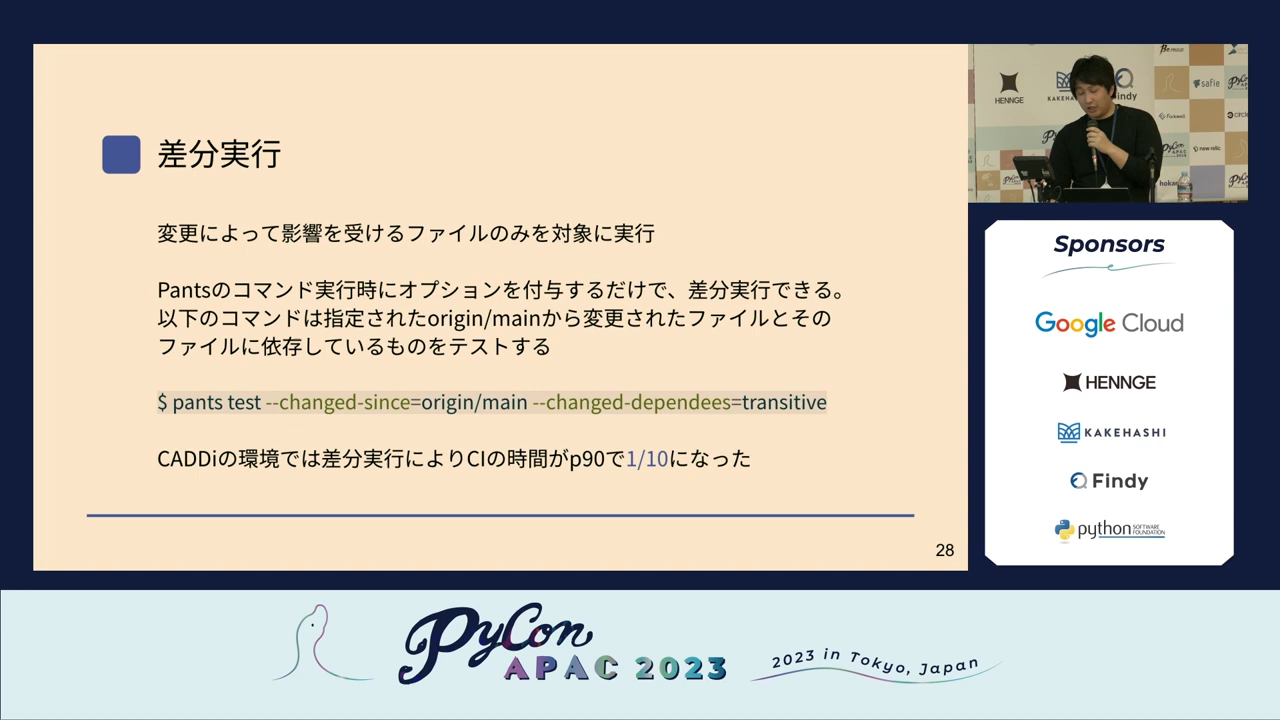 差分実行
変更によって影響を受けるファイルのみを対象に実行
Pantsのコマンド実行時にオプションを付与するだけで、差分実行できる。
以下のコマンドは指定されたorigin/mainから変更されたファイルとその
ファイルに依存しているものをテストする
$ pants test --changed-since=origin/main --changed-dependees=transitive
CADDiの環境では差分実行によりCIの時間がp90で1/10になった
28
HENNGE
Findy
safie
new relic
Sponsors
Google Cloud
HENNGE
KAKEHASHI
Findy
python SOFTWARE FOUNDATION
PyCon
APAC 2023
2023 in Tokyo, Japan